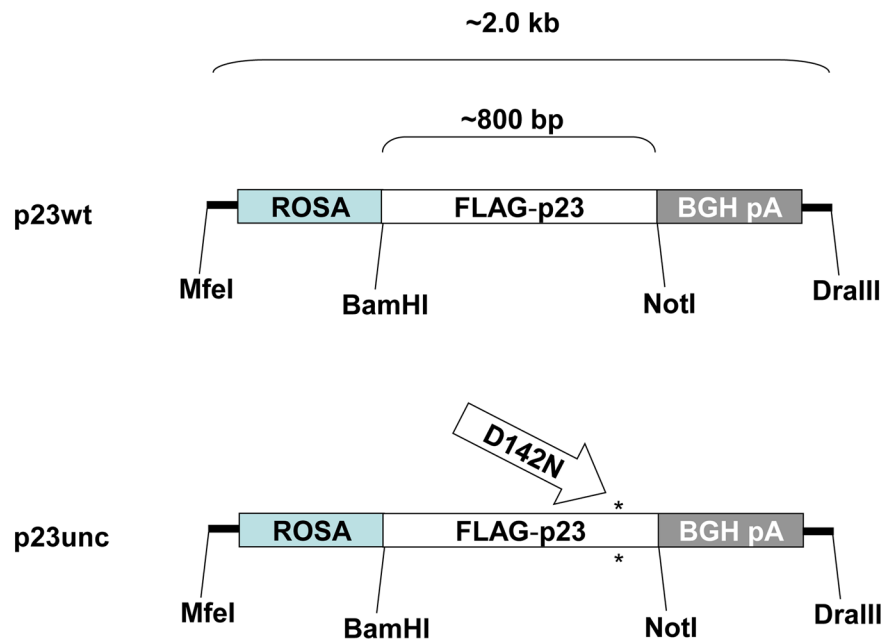 ~2.0 kb
~800 bp
p23wt
ROSA FLAG-p23 BGH pA
MfeI BamHI NotI DraIII
D142N
*
p23unc
ROSA FLAG-p23 BGH pA
*
MfeI BamHI NotI DraIII